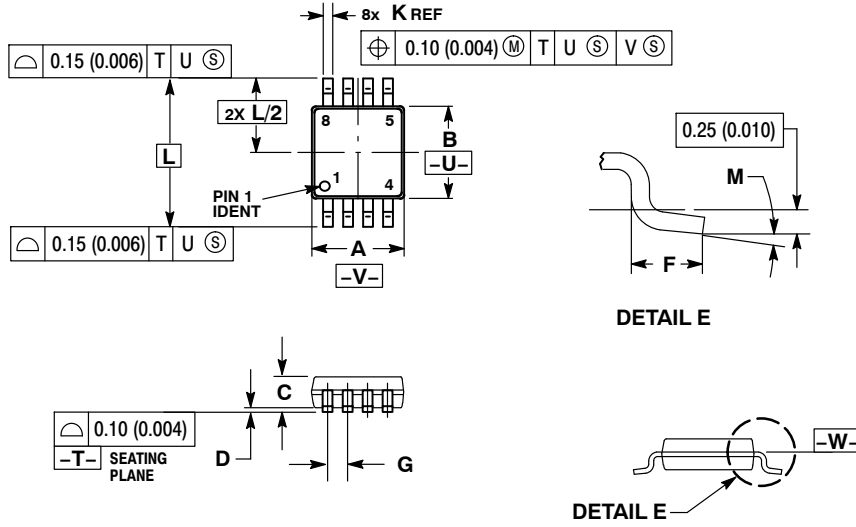 8x K REF
⌖ 0.10 (0.004) Ⓜ T U Ⓢ V Ⓢ
⌓ 0.15 (0.006) T U Ⓢ
2X L/2
8 5
B
-U-
L
PIN 1
IDENT
1 4
⌓ 0.15 (0.006) T U Ⓢ
A
-V-
0.25 (0.010)
M
F
DETAIL E
C
⌓ 0.10 (0.004)
-T- SEATING
PLANE
D
G
-W-
DETAIL E